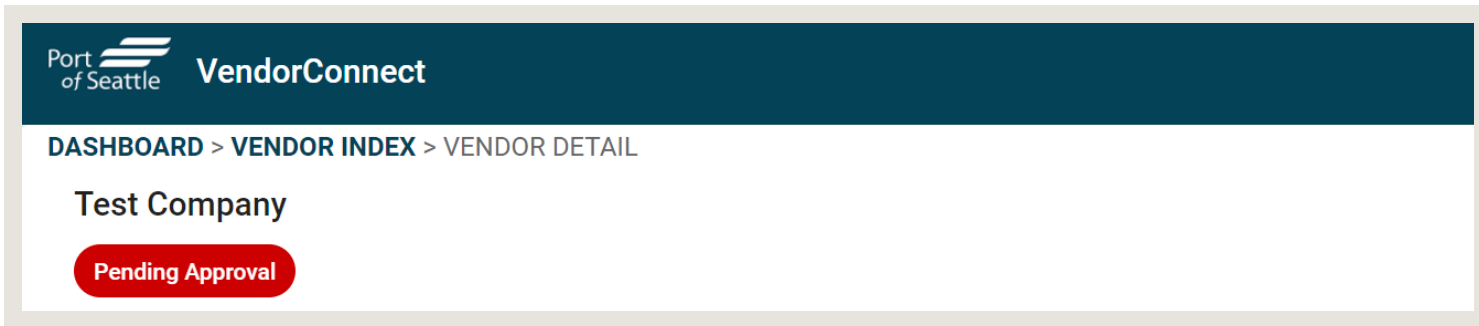 Port
of Seattle
VendorConnect
DASHBOARD > VENDOR INDEX > VENDOR DETAIL
Test Company
Pending Approval